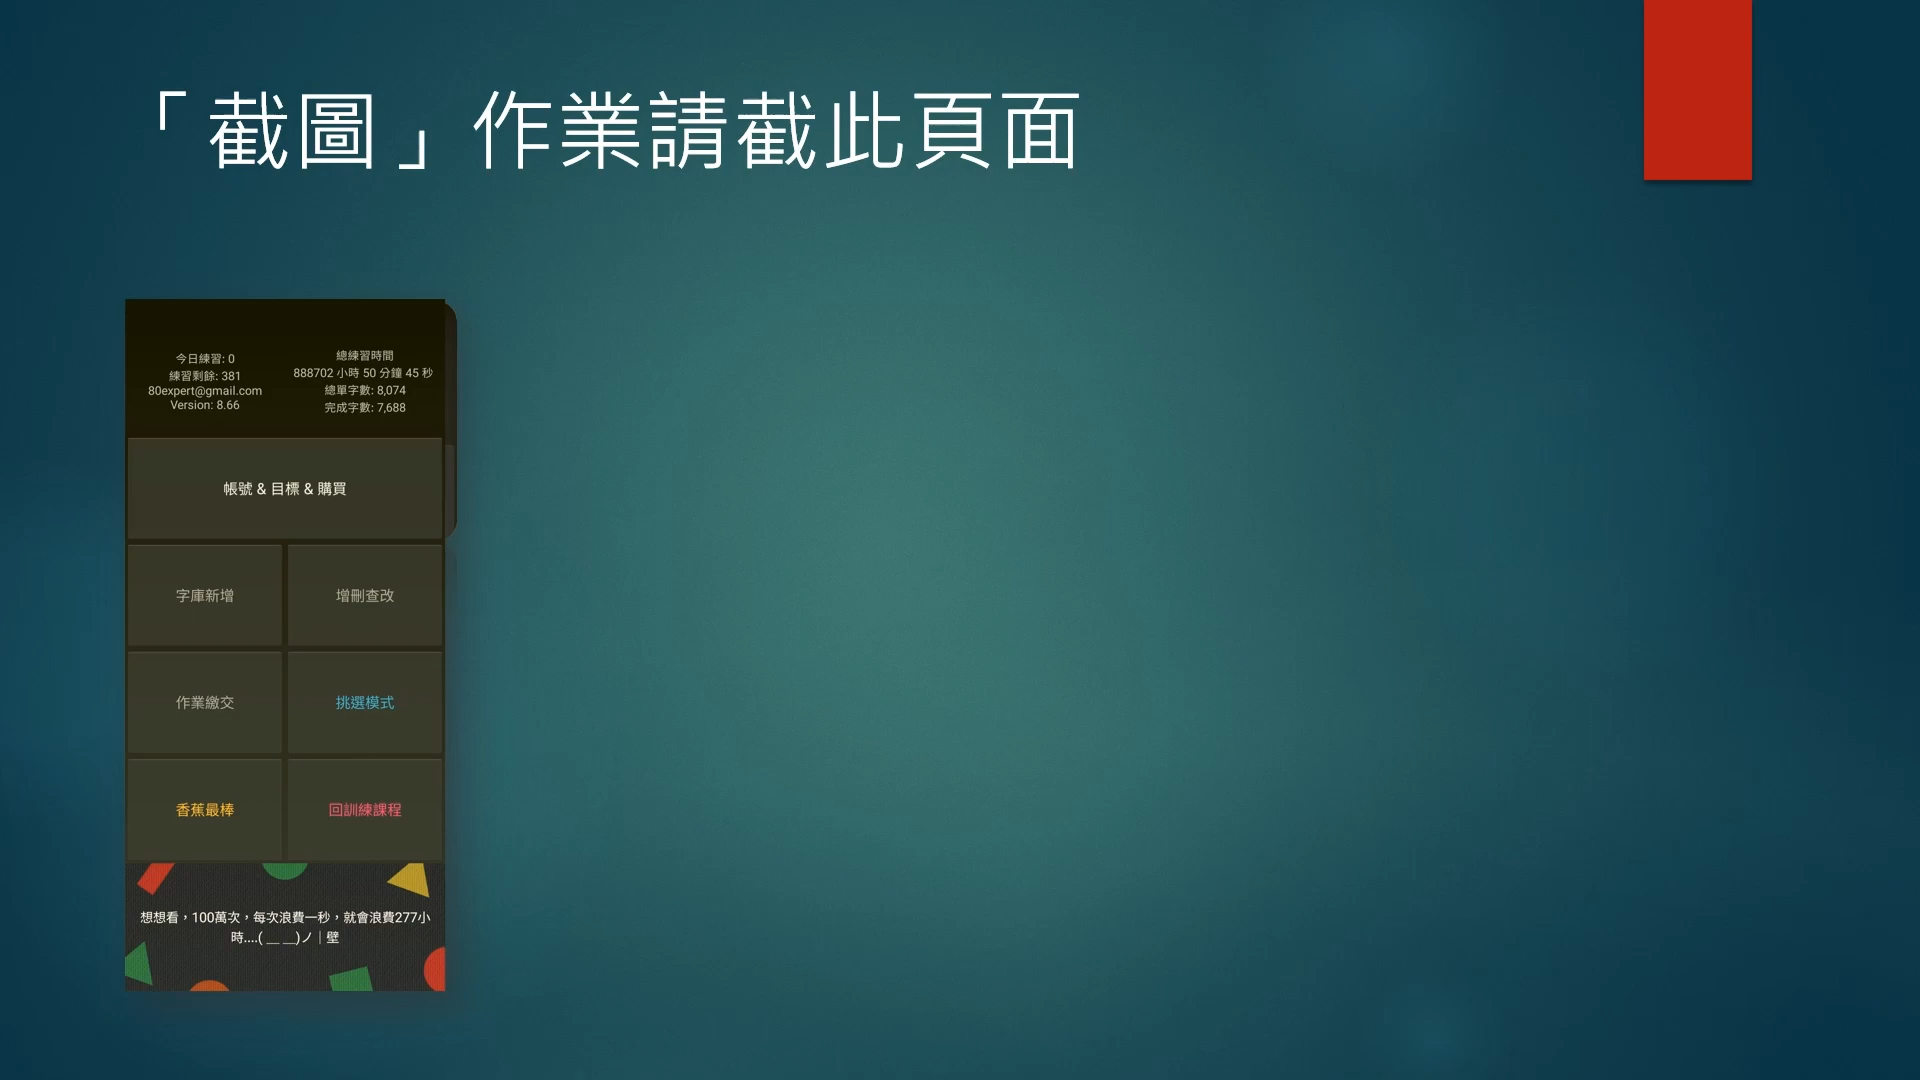 「截圖」作業請截此頁面
今日練習: 0
練習剩餘: 381
80expert@gmail.com
Version: 8.66
總練習時間
888702 小時 50 分鐘 45 秒
總單字數: 8,074
完成字數: 7,688
帳號 & 目標 & 購買
字庫新增
增刪查改
作業繳交
挑選模式
香蕉最棒
回訓練課程
想想看，100萬次，每次浪費一秒，就會浪費277小
時....( __ __)ノ｜壁